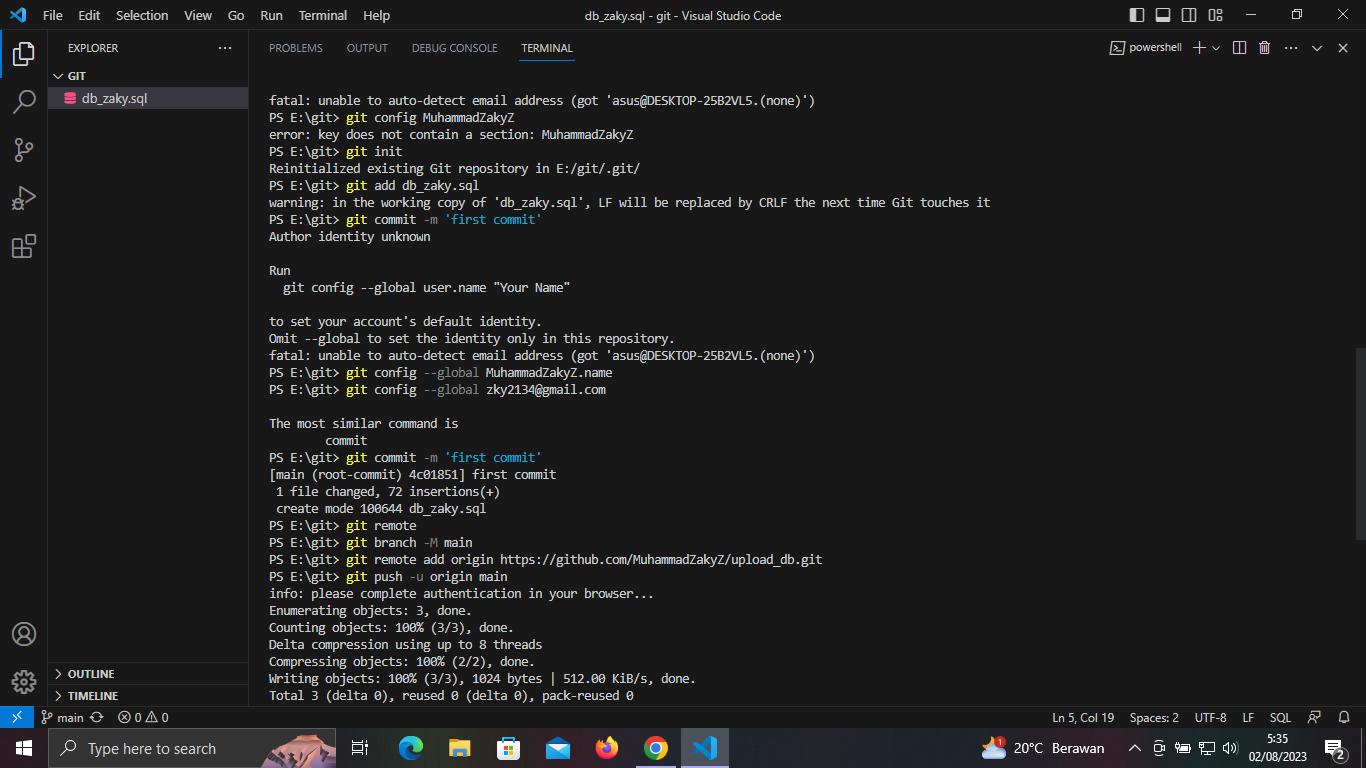 File Edit Selection View Go Run Terminal Help
db_zaky.sql - git - Visual Studio Code
EXPLORER
GIT
db_zaky.sql
OUTLINE
TIMELINE
PROBLEMS OUTPUT DEBUG CONSOLE TERMINAL
powershell
fatal: unable to auto-detect email address (got 'asus@DESKTOP-25B2VL5.(none)')
PS E:\git> git config MuhammadZakyZ
error: key does not contain a section: MuhammadZakyZ
PS E:\git> git init
Reinitialized existing Git repository in E:/git/.git/
PS E:\git> git add db_zaky.sql
warning: in the working copy of 'db_zaky.sql', LF will be replaced by CRLF the next time Git touches it
PS E:\git> git commit -m 'first commit'
Author identity unknown
Run
git config --global user.name "Your Name"
to set your account's default identity.
Omit --global to set the identity only in this repository.
fatal: unable to auto-detect email address (got 'asus@DESKTOP-25B2VL5.(none)')
PS E:\git> git config --global MuhammadZakyZ.name
PS E:\git> git config --global zky2134@gmail.com
The most similar command is
commit
PS E:\git> git commit -m 'first commit'
[main (root-commit) 4c01851] first commit
1 file changed, 72 insertions(+)
create mode 100644 db_zaky.sql
PS E:\git> git remote
PS E:\git> git branch -M main
PS E:\git> git remote add origin https://github.com/MuhammadZakyZ/upload_db.git
PS E:\git> git push -u origin main
info: please complete authentication in your browser...
Enumerating objects: 3, done.
Counting objects: 100% (3/3), done.
Delta compression using up to 8 threads
Compressing objects: 100% (2/2), done.
Writing objects: 100% (3/3), 1024 bytes | 512.00 KiB/s, done.
Total 3 (delta 0), reused 0 (delta 0), pack-reused 0
main 0 0
Ln 5, Col 19 Spaces: 2 UTF-8 LF SQL
Type here to search
1
20°C Berawan
5:35
02/08/2023
2